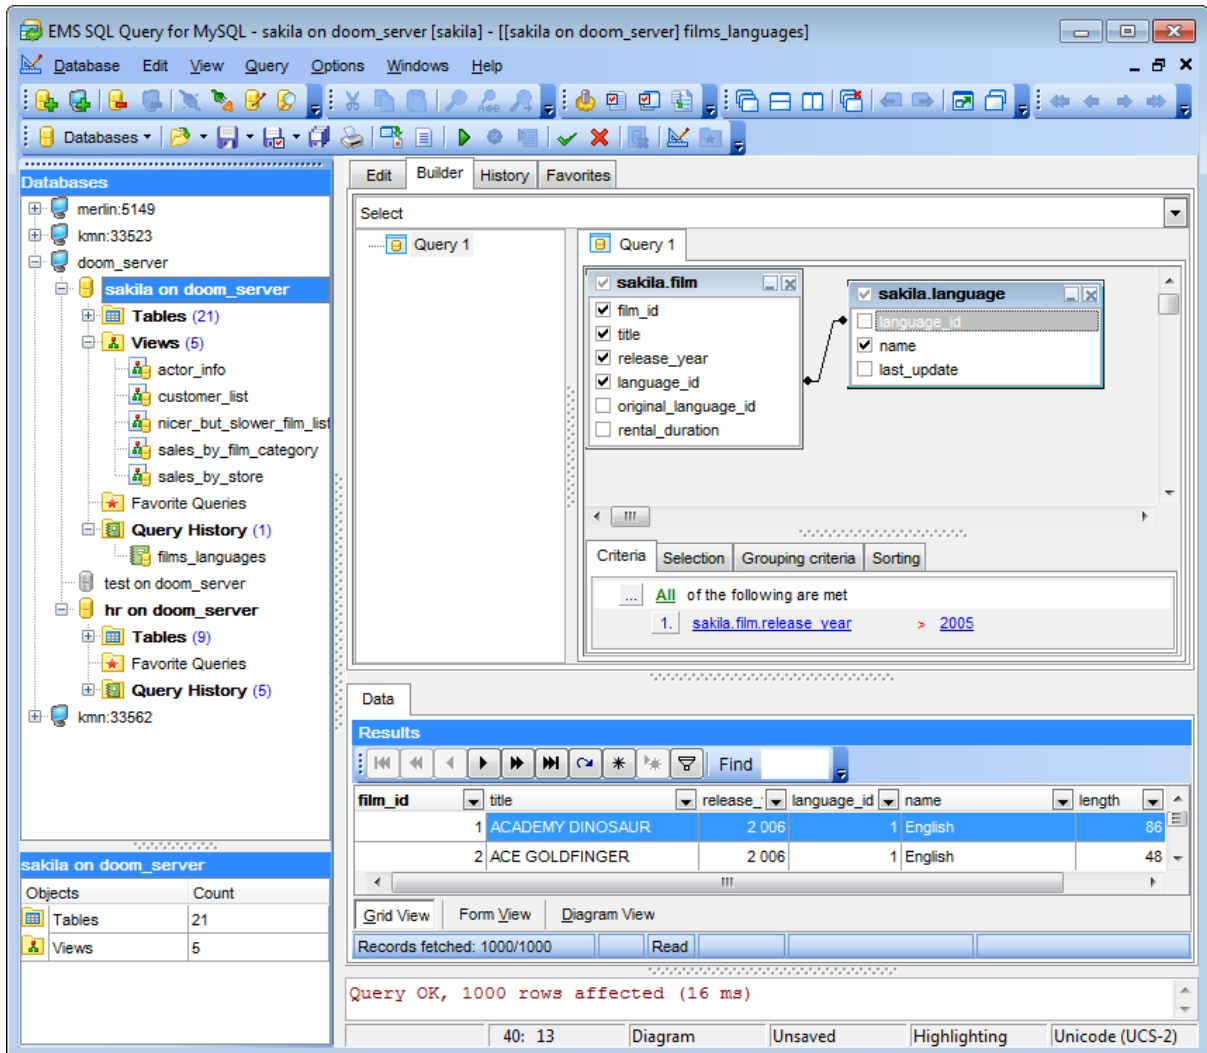 EMS SQL Query for MySQL - sakila on doom_server [sakila] - [[sakila on doom_server] films_languages]
Database Edit View Query Options Windows Help
Databases
Databases
merlin:5149
kmn:33523
doom_server
sakila on doom_server
Tables (21)
Views (5)
actor_info
customer_list
nicer_but_slower_film_list
sales_by_film_category
sales_by_store
Favorite Queries
Query History (1)
films_languages
test on doom_server
hr on doom_server
Tables (9)
Favorite Queries
Query History (5)
kmn:33562
sakila on doom_server
Objects Count
Tables 21
Views 5
Edit Builder History Favorites
Select
Query 1
Query 1
sakila.film
film_id
title
release_year
language_id
original_language_id
rental_duration
sakila.language
language_id
name
last_update
Criteria Selection Grouping criteria Sorting
... All of the following are met
1. sakila.film.release_year > 2005
Data
Results
Find
film_id title release_ language_id name length
1 ACADEMY DINOSAUR 2 006 1 English 86
2 ACE GOLDFINGER 2 006 1 English 48
Grid View Form View Diagram View
Records fetched: 1000/1000 Read
Query OK, 1000 rows affected (16 ms)
40: 13 Diagram Unsaved Highlighting Unicode (UCS-2)